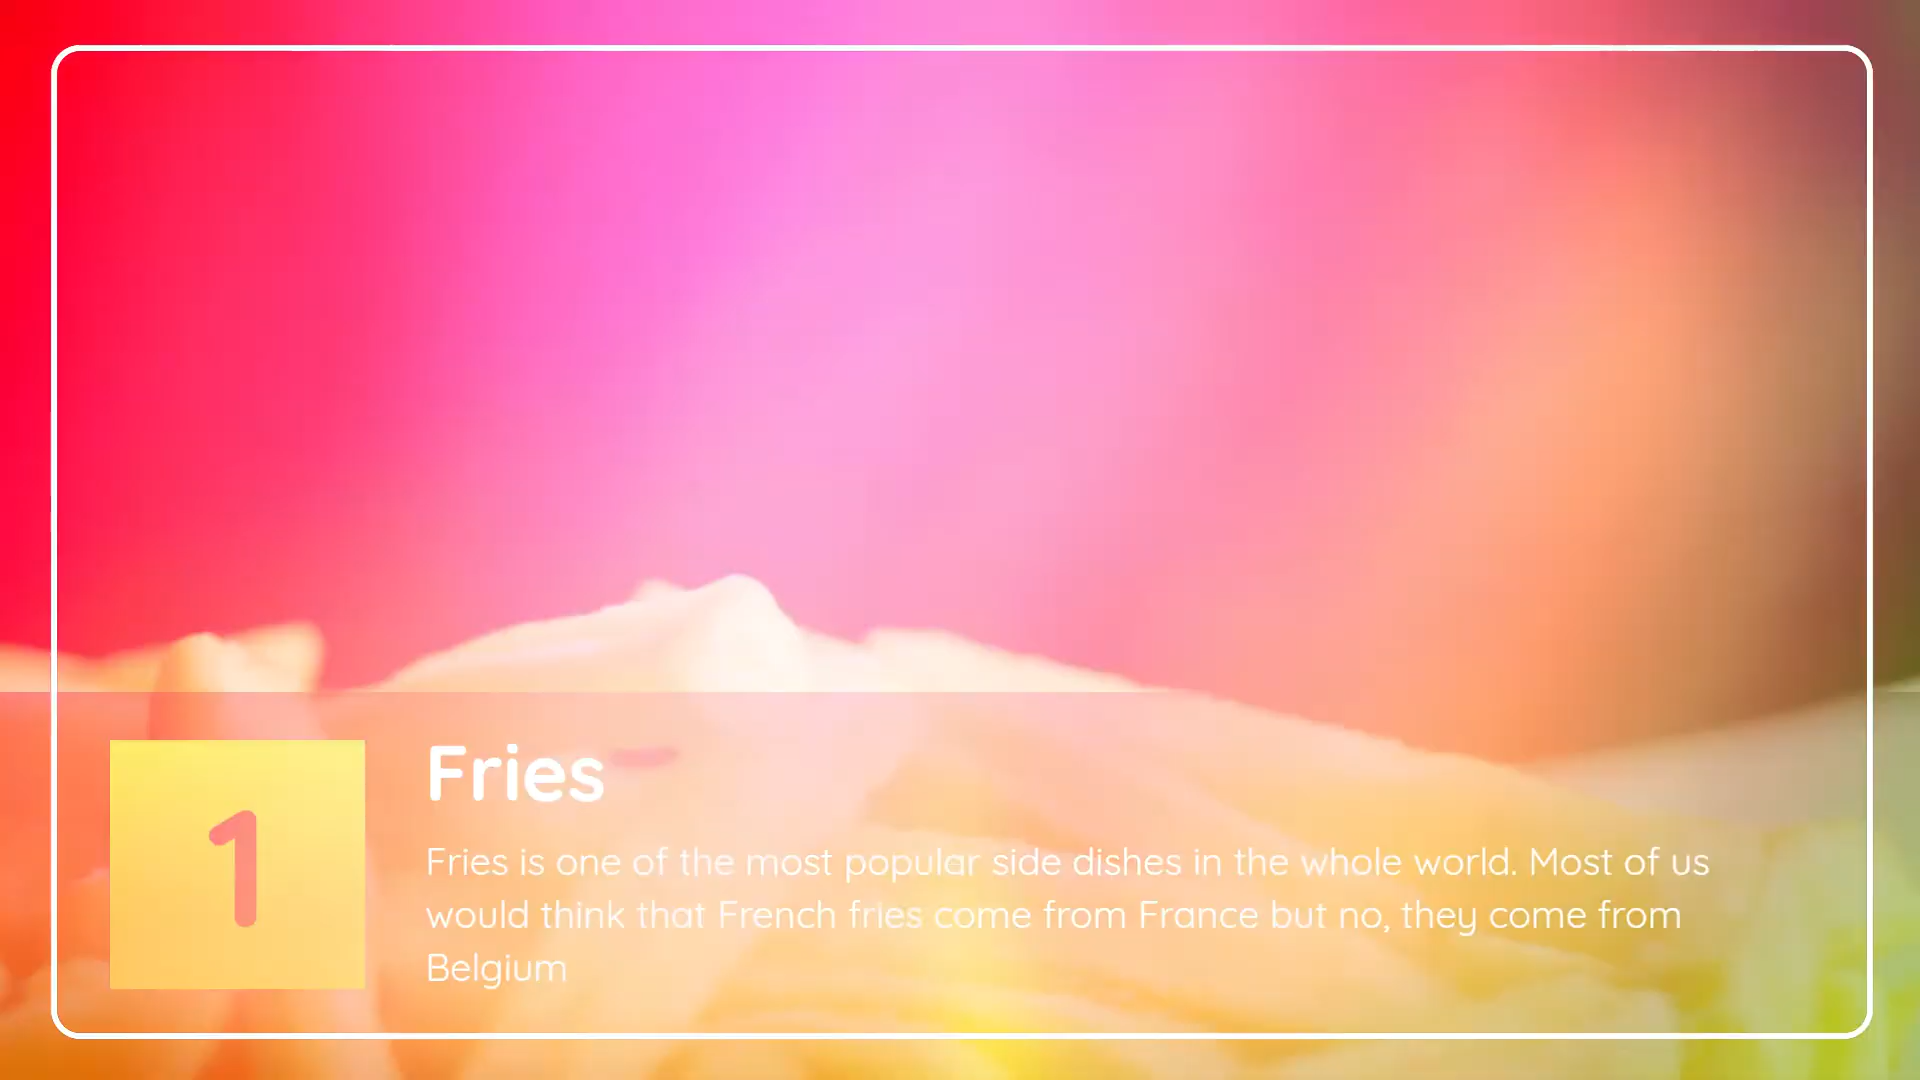 1
Fries
Fries is one of the most popular side dishes in the whole world. Most of us
would think that French fries come from France but no, they come from
Belgium